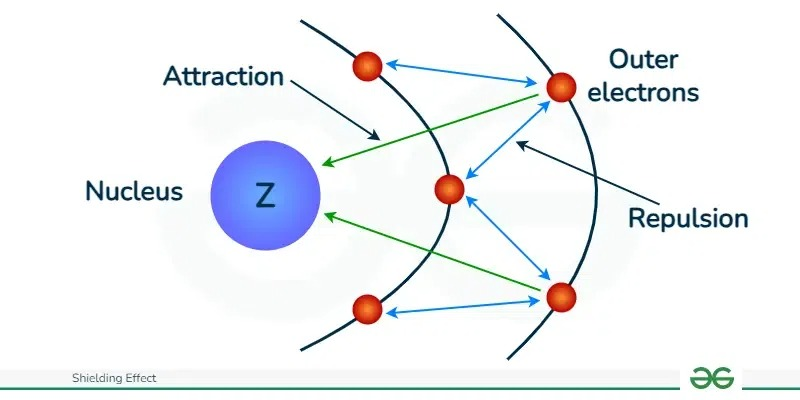 Attraction
Outer
electrons
Nucleus
Z
Repulsion
Shielding Effect